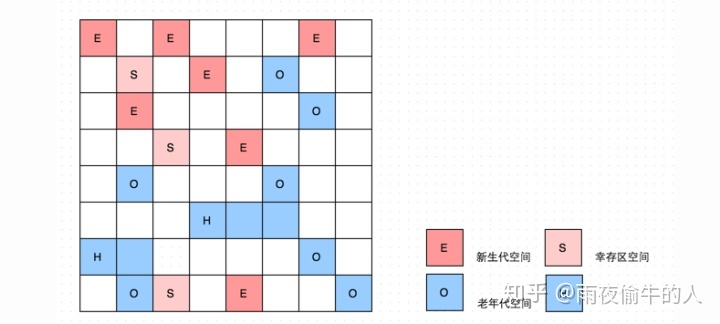 E E E
S E O
E O
S E
O O
H
H O
O S E O
E 新生代空间 S 幸存区空间
O 老年代空间 H
知乎 @雨夜偷牛的人